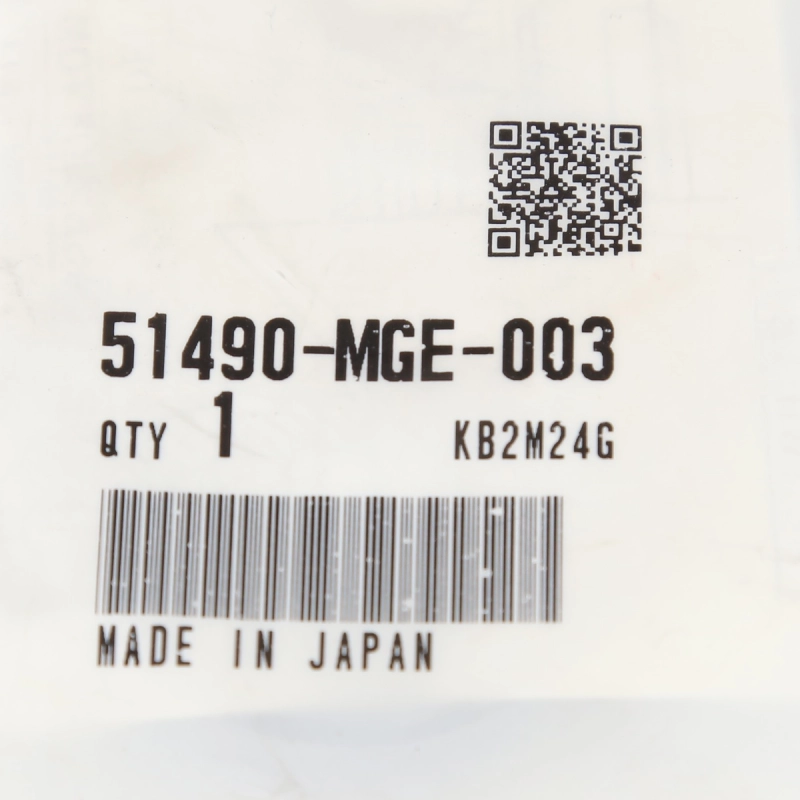 51490-MGE-003
QTY 1 KB2M24G
MADE IN JAPAN